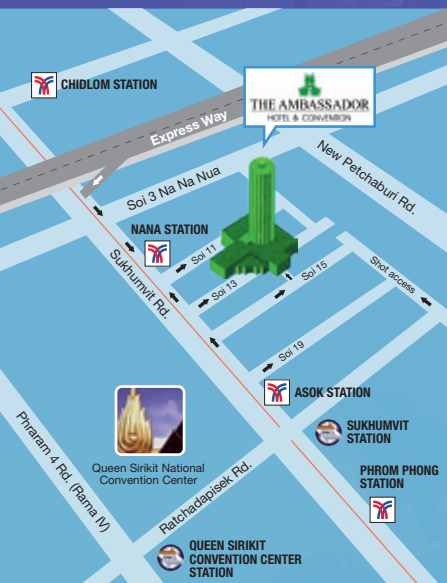 CHIDLOM STATION
THE AMBASSADOR
HOTEL & CONVENTION
Express Way
New Petchaburi Rd.
Soi 3 Na Na Nua
NANA STATION
Soi 11
Sukhumvit Rd.
Soi 13
Soi 15
Shot access
Soi 19
ASOK STATION
SUKHUMVIT
STATION
Phraram 4 Rd. (Rama IV)
Queen Sirikit National
Convention Center
Ratchadapisek Rd.
PHROM PHONG
STATION
QUEEN SIRIKIT
CONVENTION CENTER
STATION